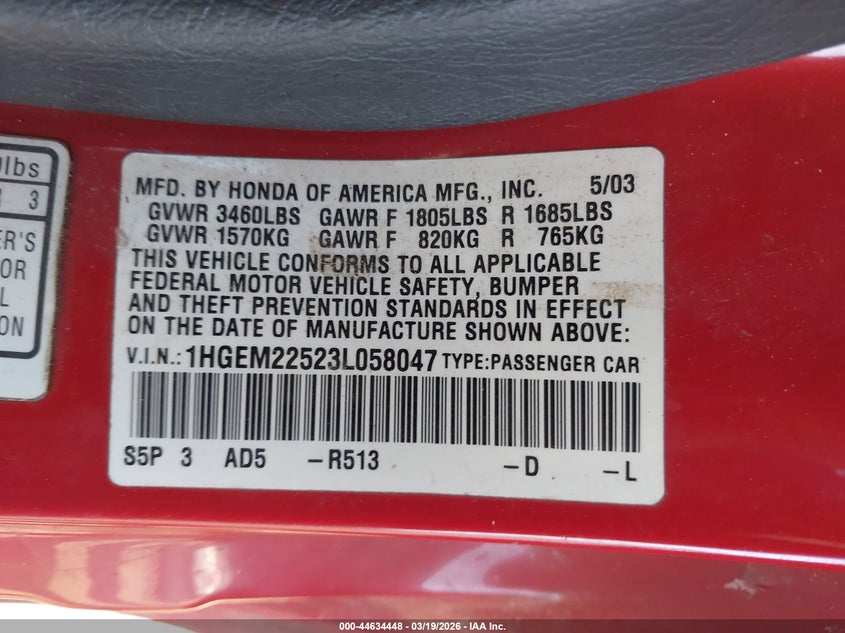 lbs
3
ER'S
OR
L
ON
MFD. BY HONDA OF AMERICA MFG., INC. 5/03
GVWR 3460LBS GAWR F 1805LBS R 1685LBS
GVWR 1570KG GAWR F 820KG R 765KG
THIS VEHICLE CONFORMS TO ALL APPLICABLE
FEDERAL MOTOR VEHICLE SAFETY, BUMPER
AND THEFT PREVENTION STANDARDS IN EFFECT
ON THE DATE OF MANUFACTURE SHOWN ABOVE:
V.I.N.: 1HGEM22523L058047 TYPE:PASSENGER CAR
S5P 3 AD5 –R513 –D –L
000-44634448 - 03/19/2026 - IAA Inc.